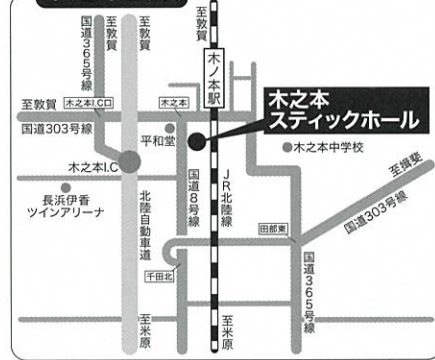 国道365号線
至敦賀
至敦賀
至敦賀
木ノ本駅
至敦賀
木之本I.C口
木之本
国道303号線
木之本
スティックホール
平和堂
木之本中学校
木之本I.C
至揖斐
国道303号線
長浜伊香
ツインアリーナ
北陸自動車道
国道8号線
JR北陸線
田部東
千田北
国道365号線
至米原
至米原